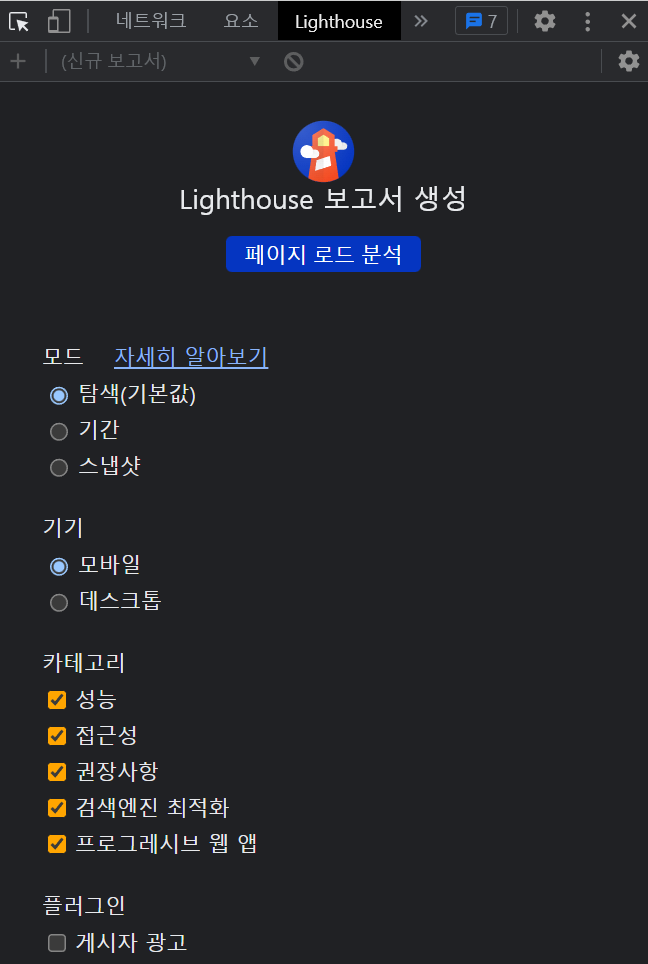 네트워크 요소 Lighthouse 7
(신규 보고서)
Lighthouse 보고서 생성
페이지 로드 분석
모드 자세히 알아보기
탐색(기본값)
기간
스냅샷
기기
모바일
데스크톱
카테고리
성능
접근성
권장사항
검색엔진 최적화
프로그레시브 웹 앱
플러그인
게시자 광고